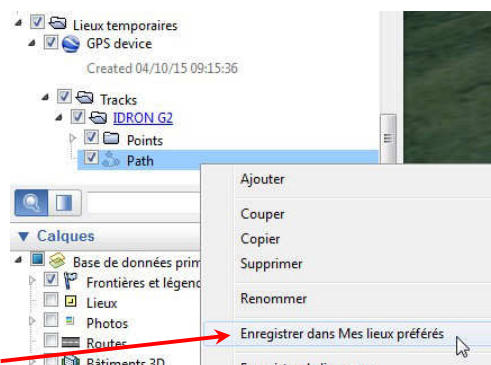 Lieux temporaires
GPS device
Created 04/10/15 09:15:36
Tracks
IDRON G2
Points
Path
Ajouter
Couper
Copier
Supprimer
Renommer
Enregistrer dans Mes lieux préférés
Calques
Base de données prim
Frontières et légend
Lieux
Photos
Routes
Bâtiments 3D